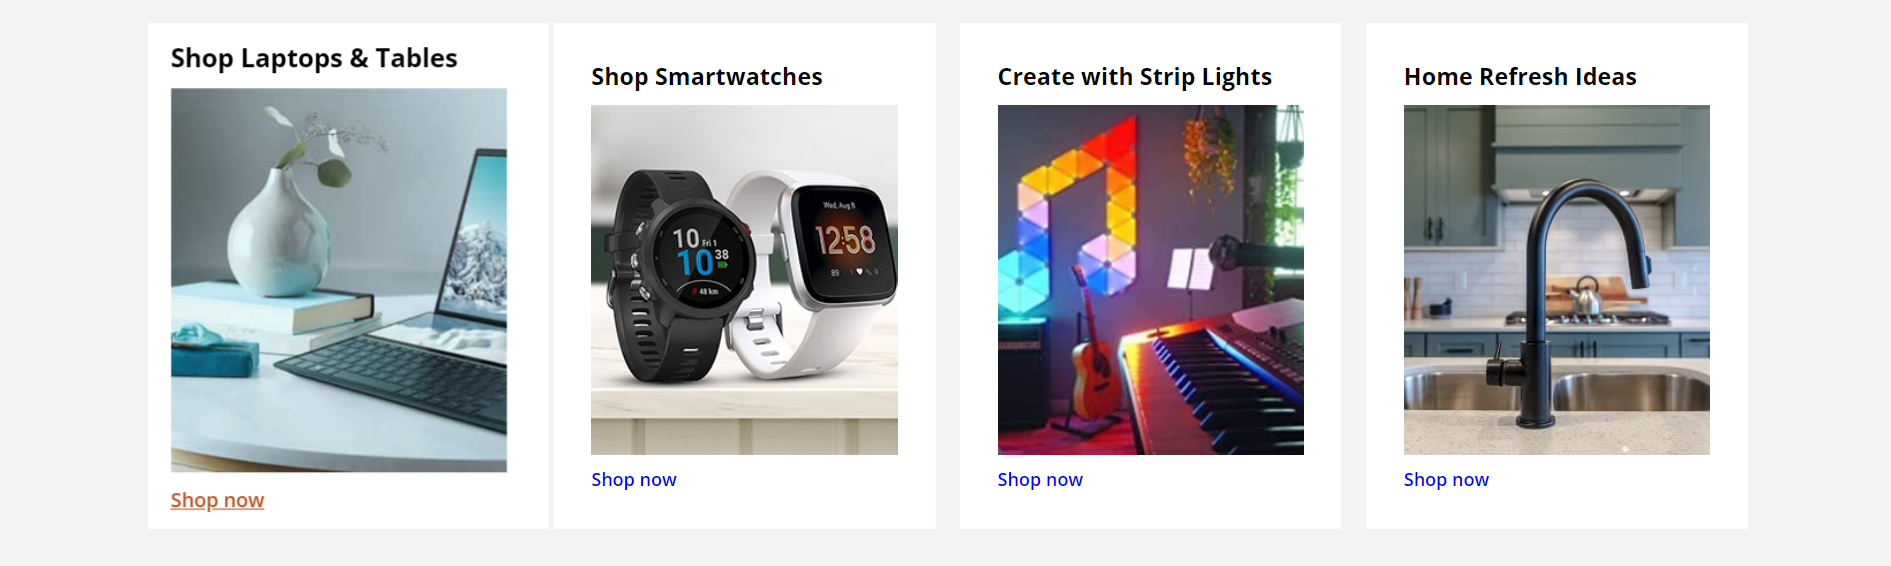 Shop Laptops & Tables
Shop Smartwatches
Create with Strip Lights
Home Refresh Ideas
10 Fri 1
10 38
48 km
Wed, Aug 8
12:58
89
Shop now
Shop now
Shop now
Shop now